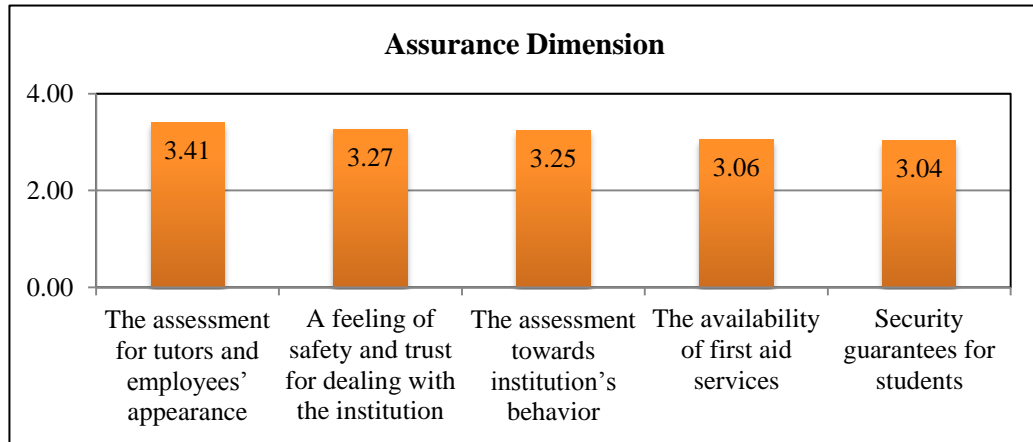 Assurance Dimension
4.00
2.00
0.00
3.41
3.27
3.25
3.06
3.04
The assessment
for tutors and
employees’
appearance
A feeling of
safety and trust
for dealing with
the institution
The assessment
towards
institution’s
behavior
The availability
of first aid
services
Security
guarantees for
students